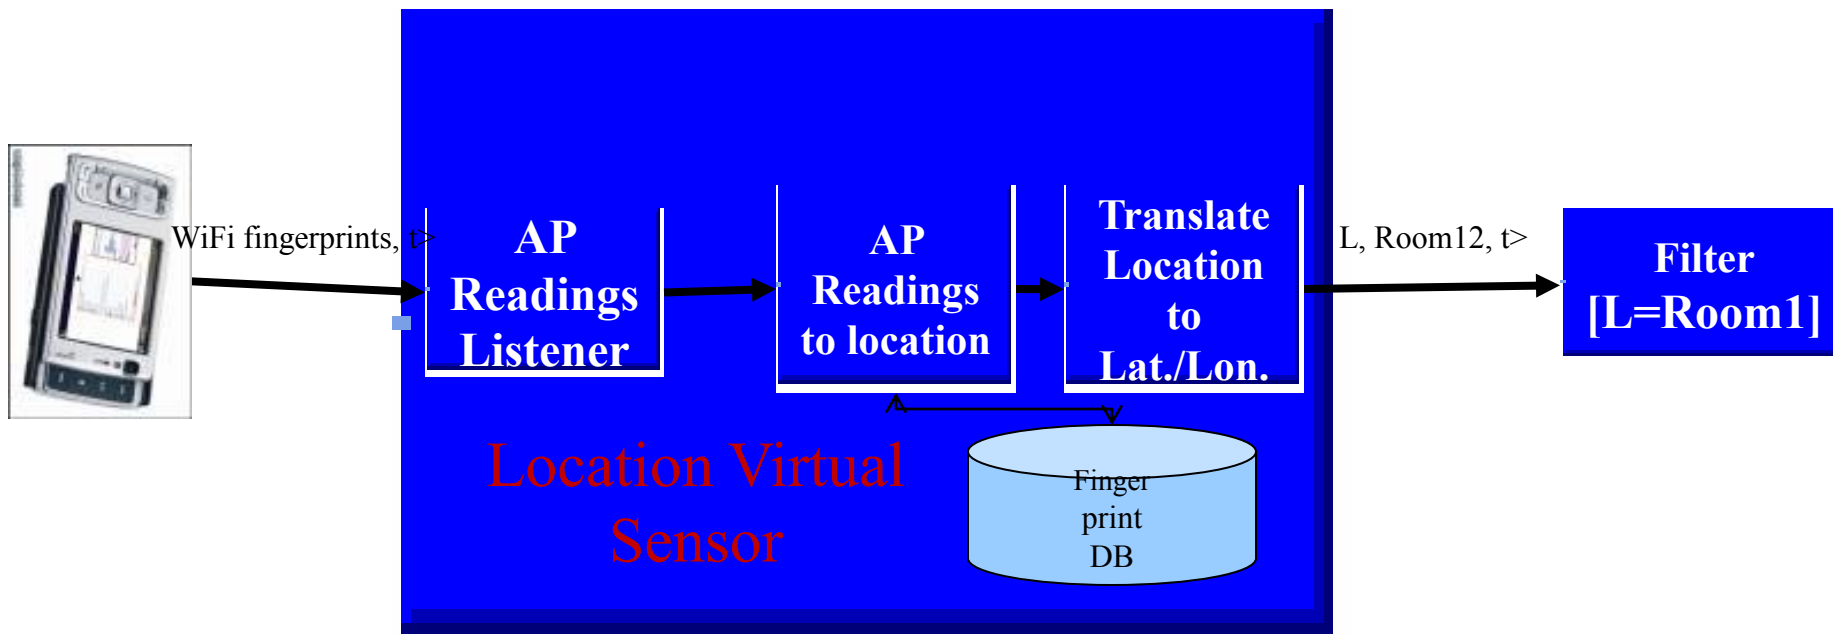 WiFi fingerprints, t>
AP
Readings
Listener
AP
Readings
to location
Translate
Location
to
Lat./Lon.
L, Room12, t>
Filter
[L=Room1]
Location Virtual
Sensor
Finger
print
DB